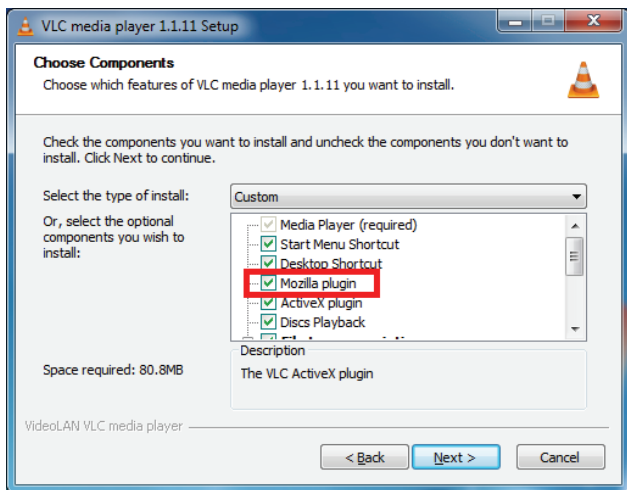 VLC media player 1.1.11 Setup
Choose Components
Choose which features of VLC media player 1.1.11 you want to install.
Check the components you want to install and uncheck the components you don't want to
install. Click Next to continue.
Select the type of install:
Custom
Or, select the optional
components you wish to
install:
Media Player (required)
Start Menu Shortcut
Desktop Shortcut
Mozilla plugin
ActiveX plugin
Discs Playback
Space required: 80.8MB
Description
The VLC ActiveX plugin
VideoLAN VLC media player
< Back
Next >
Cancel